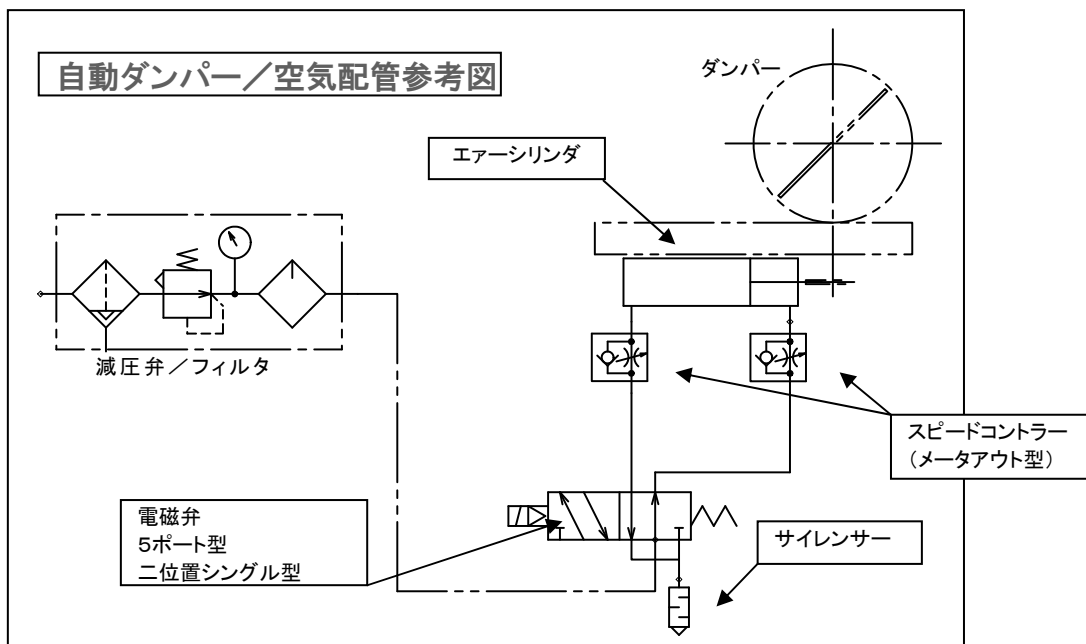 自動ダンパー／空気配管参考図
ダンパー
エァーシリンダ
減圧弁／フィルタ
スピードコントラー
（メータアウト型）
電磁弁
5ポート型
二位置シングル型
サイレンサー